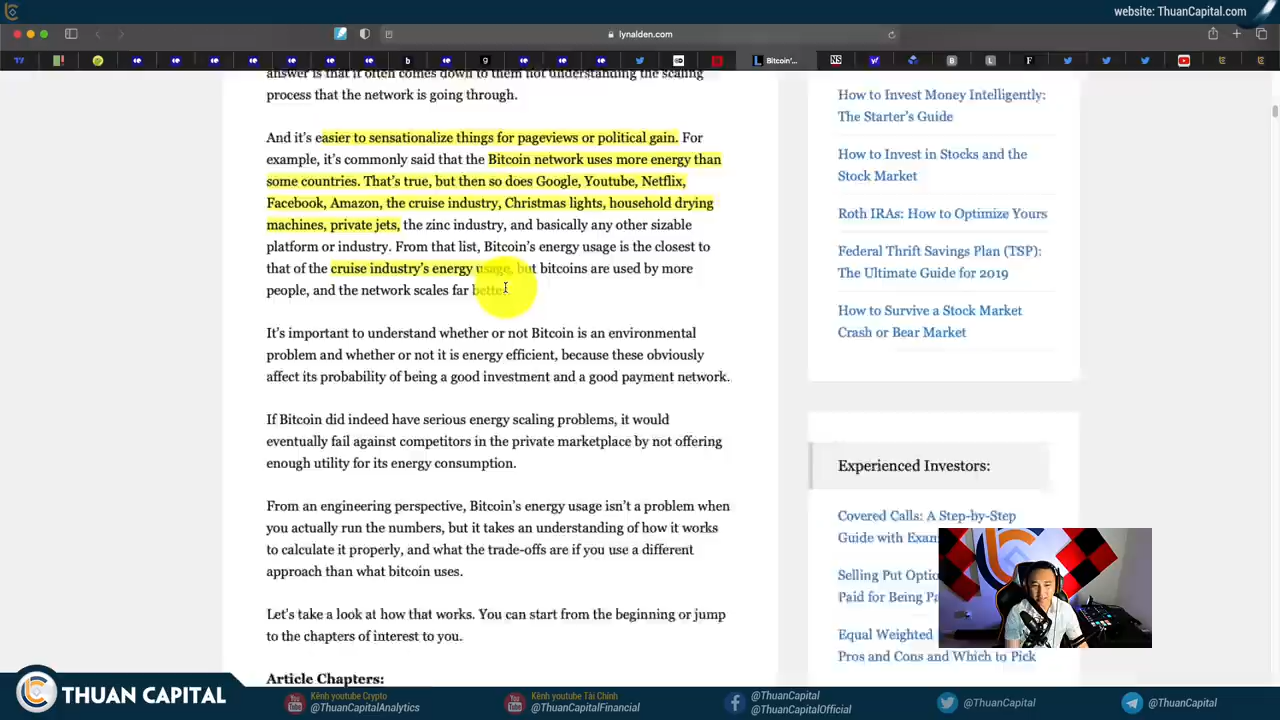 website: ThuanCapital.com
lynalden.com
Bitcoin'...
answer is that it often comes down to them not understanding the scaling
process that the network is going through.
And it's easier to sensationalize things for pageviews or political gain. For
example, it's commonly said that the Bitcoin network uses more energy than
some countries. That's true, but then so does Google, Youtube, Netflix,
Facebook, Amazon, the cruise industry, Christmas lights, household drying
machines, private jets, the zinc industry, and basically any other sizable
platform or industry. From that list, Bitcoin's energy usage is the closest to
that of the cruise industry's energy usage, but bitcoins are used by more
people, and the network scales far better.
It's important to understand whether or not Bitcoin is an environmental
problem and whether or not it is energy efficient, because these obviously
affect its probability of being a good investment and a good payment network.
If Bitcoin did indeed have serious energy scaling problems, it would
eventually fail against competitors in the private marketplace by not offering
enough utility for its energy consumption.
From an engineering perspective, Bitcoin's energy usage isn't a problem when
you actually run the numbers, but it takes an understanding of how it works
to calculate it properly, and what the trade-offs are if you use a different
approach than what bitcoin uses.
Let's take a look at how that works. You can start from the beginning or jump
to the chapters of interest to you.
Article Chapters:
How to Invest Money Intelligently:
The Starter's Guide
How to Invest in Stocks and the
Stock Market
Roth IRAs: How to Optimize Yours
Federal Thrift Savings Plan (TSP):
The Ultimate Guide for 2019
How to Survive a Stock Market
Crash or Bear Market
Experienced Investors:
Covered Calls: A Step-by-Step
Guide with Exam
Selling Put Optio
Paid for Being Pa
Equal Weighted
Pros and Cons and Which to Pick
THUAN CAPITAL
Kênh youtube Crypto
@ThuanCapitalAnalytics
Kênh youtube Tài Chính
@ThuanCapitalFinancial
@ThuanCapital
@ThuanCapitalOfficial
@ThuanCapital
@ThuanCapital